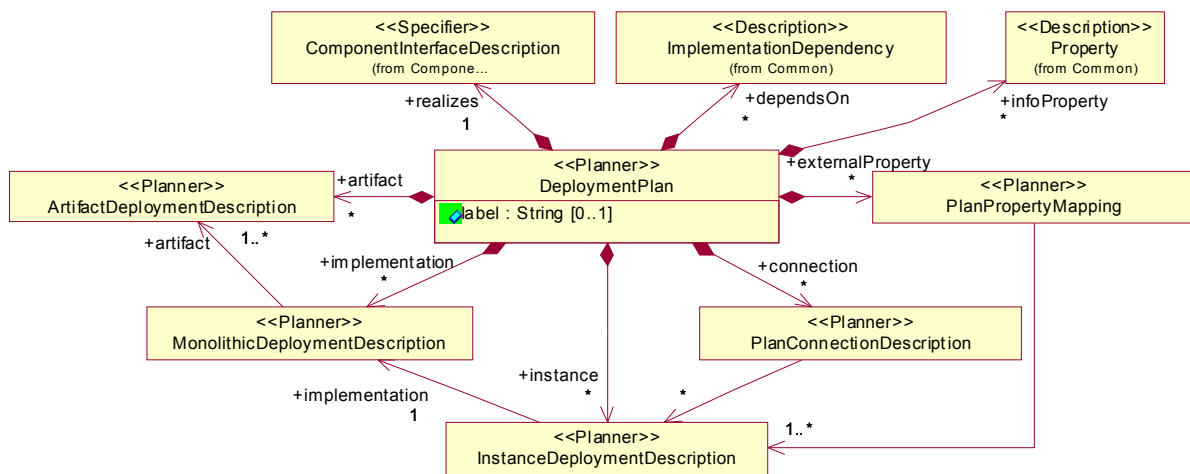 <<Specifier>>
ComponentInterfaceDescription
(from Compone...
<<Description>>
ImplementationDependency
(from Common)
<<Description>>
Property
(from Common)
+realizes
1
+dependsOn
*
+infoProperty
*
<<Planner>>
DeploymentPlan
label : String [0..1]
+externalProperty
*
<<Planner>>
PlanPropertyMapping
+artifact
*
<<Planner>>
ArtifactDeploymentDescription
1..*
+artifact
+implementation
*
+connection
*
<<Planner>>
MonolithicDeploymentDescription
<<Planner>>
PlanConnectionDescription
+implementation
1
+instance
*
*
1..*
<<Planner>>
InstanceDeploymentDescription